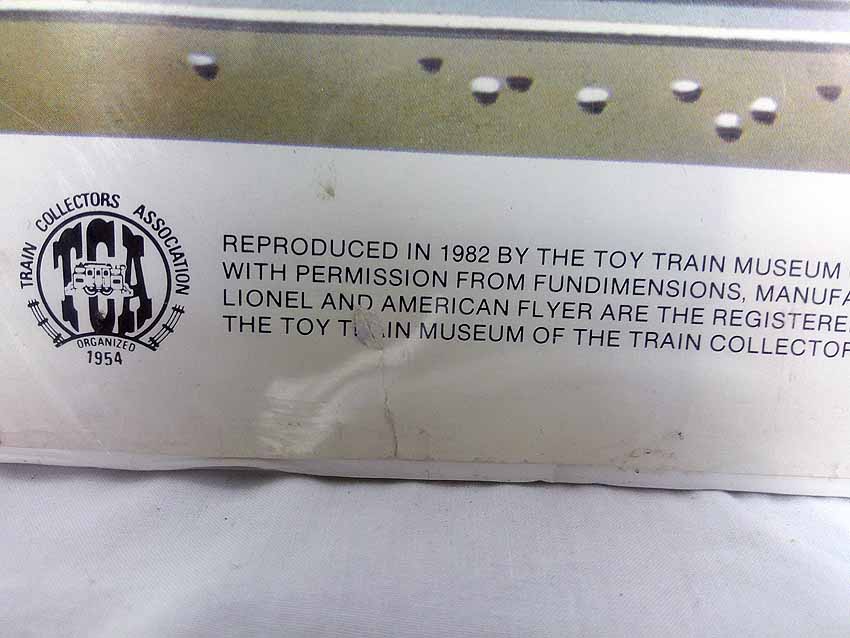 TRAIN COLLECTORS ASSOCIATION
TCA
ORGANIZED
1954
REPRODUCED IN 1982 BY THE TOY TRAIN MUSEUM
WITH PERMISSION FROM FUNDIMENSIONS, MANUFA
LIONEL AND AMERICAN FLYER ARE THE REGISTERE
THE TOY TRAIN MUSEUM OF THE TRAIN COLLECTOR